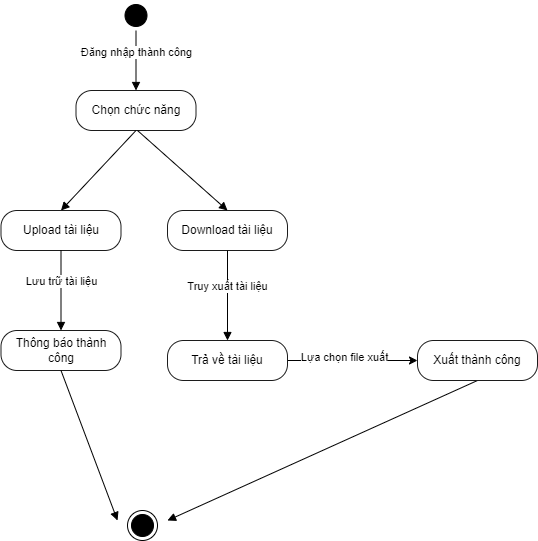 Đăng nhập thành công
Chọn chức năng
Upload tài liệu
Download tài liệu
Lưu trữ tài liệu
Truy xuất tài liệu
Thông báo thành
công
Trả về tài liệu
Lựa chọn file xuất
Xuất thành công